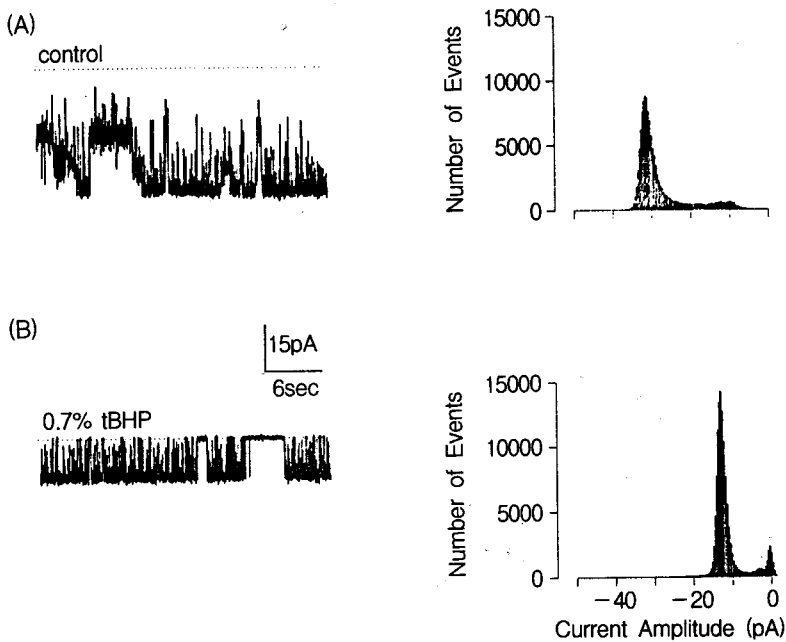 (A)
control
15000
10000
5000
0
Number of Events
(B)
15pA
6sec
0.7% tBHP
15000
10000
5000
0
Number of Events
−40 −20 0
Current Amplitude (pA)